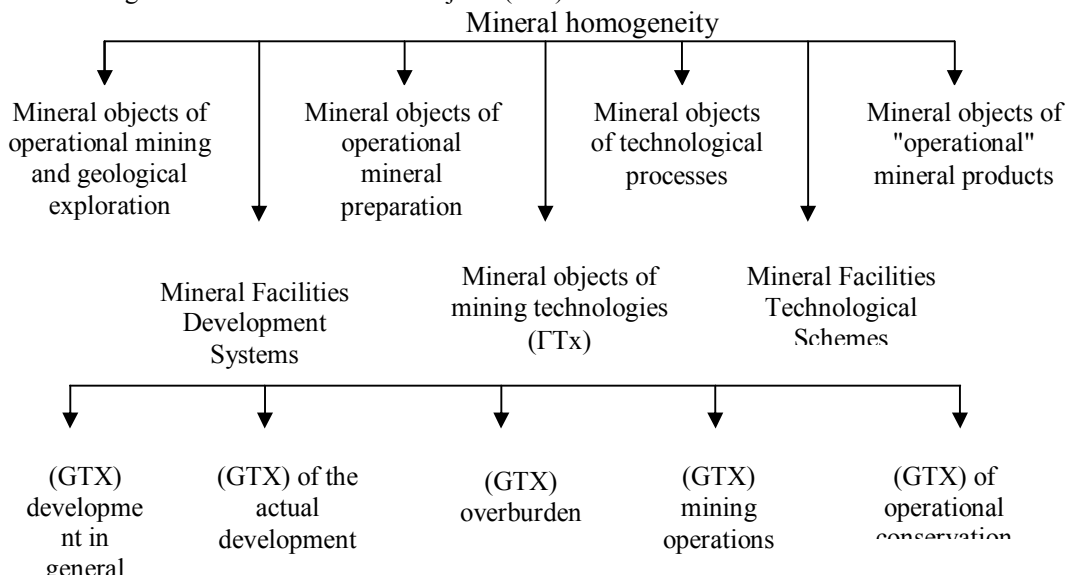 Mineral homogeneity
Mineral objects of
operational mining
and geological
exploration
Mineral objects of
operational
mineral
preparation
Mineral objects
of technological
processes
Mineral objects of
"operational"
mineral products
Mineral Facilities
Development
Systems
Mineral objects of
mining technologies
(ГТх)
Mineral Facilities
Technological
Schemes
(GTX)
developme
nt in
general
(GTX) of the
actual
development
(GTX)
overburden
(GTX)
mining
operations
(GTX) of
operational
conservation